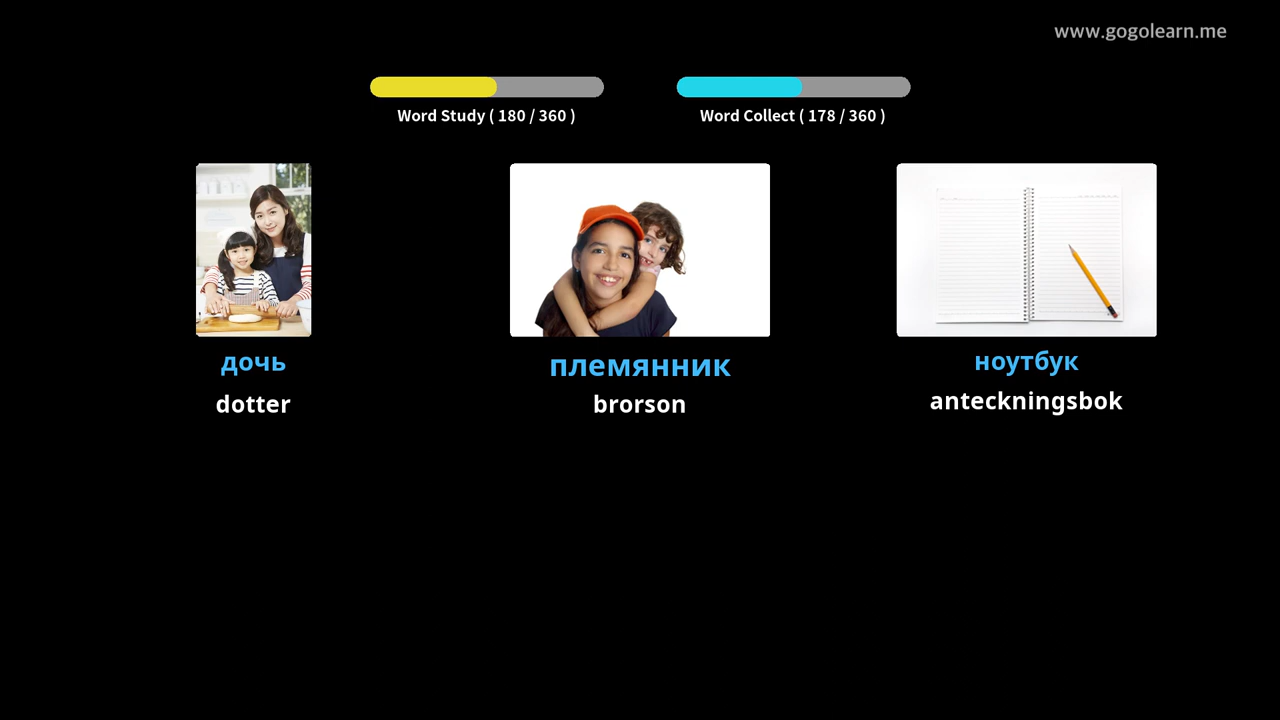 www.gogolearn.me
Word Study ( 180 / 360 )
Word Collect ( 178 / 360 )
дочь
dotter
племянник
brorson
ноутбук
anteckningsbok